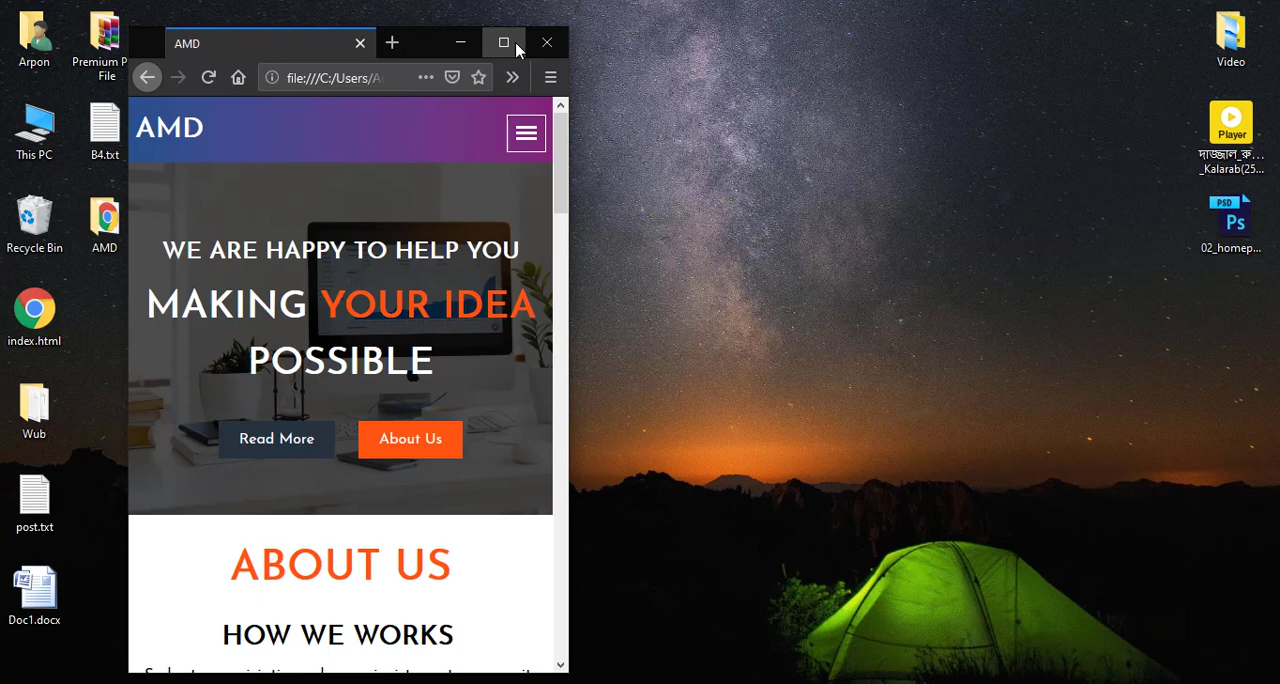 Arpon
Premium P
File
This PC
B4.txt
Recycle Bin
AMD
index.html
Wub
post.txt
Doc1.docx
AMD
file:///C:/Users/A
AMD
WE ARE HAPPY TO HELP YOU
MAKING YOUR IDEA
POSSIBLE
Read More
About Us
ABOUT US
HOW WE WORKS
Video
Player
দাজ্জাল_রু...
_Kalarab(25...
PSD
Ps
02_homep...